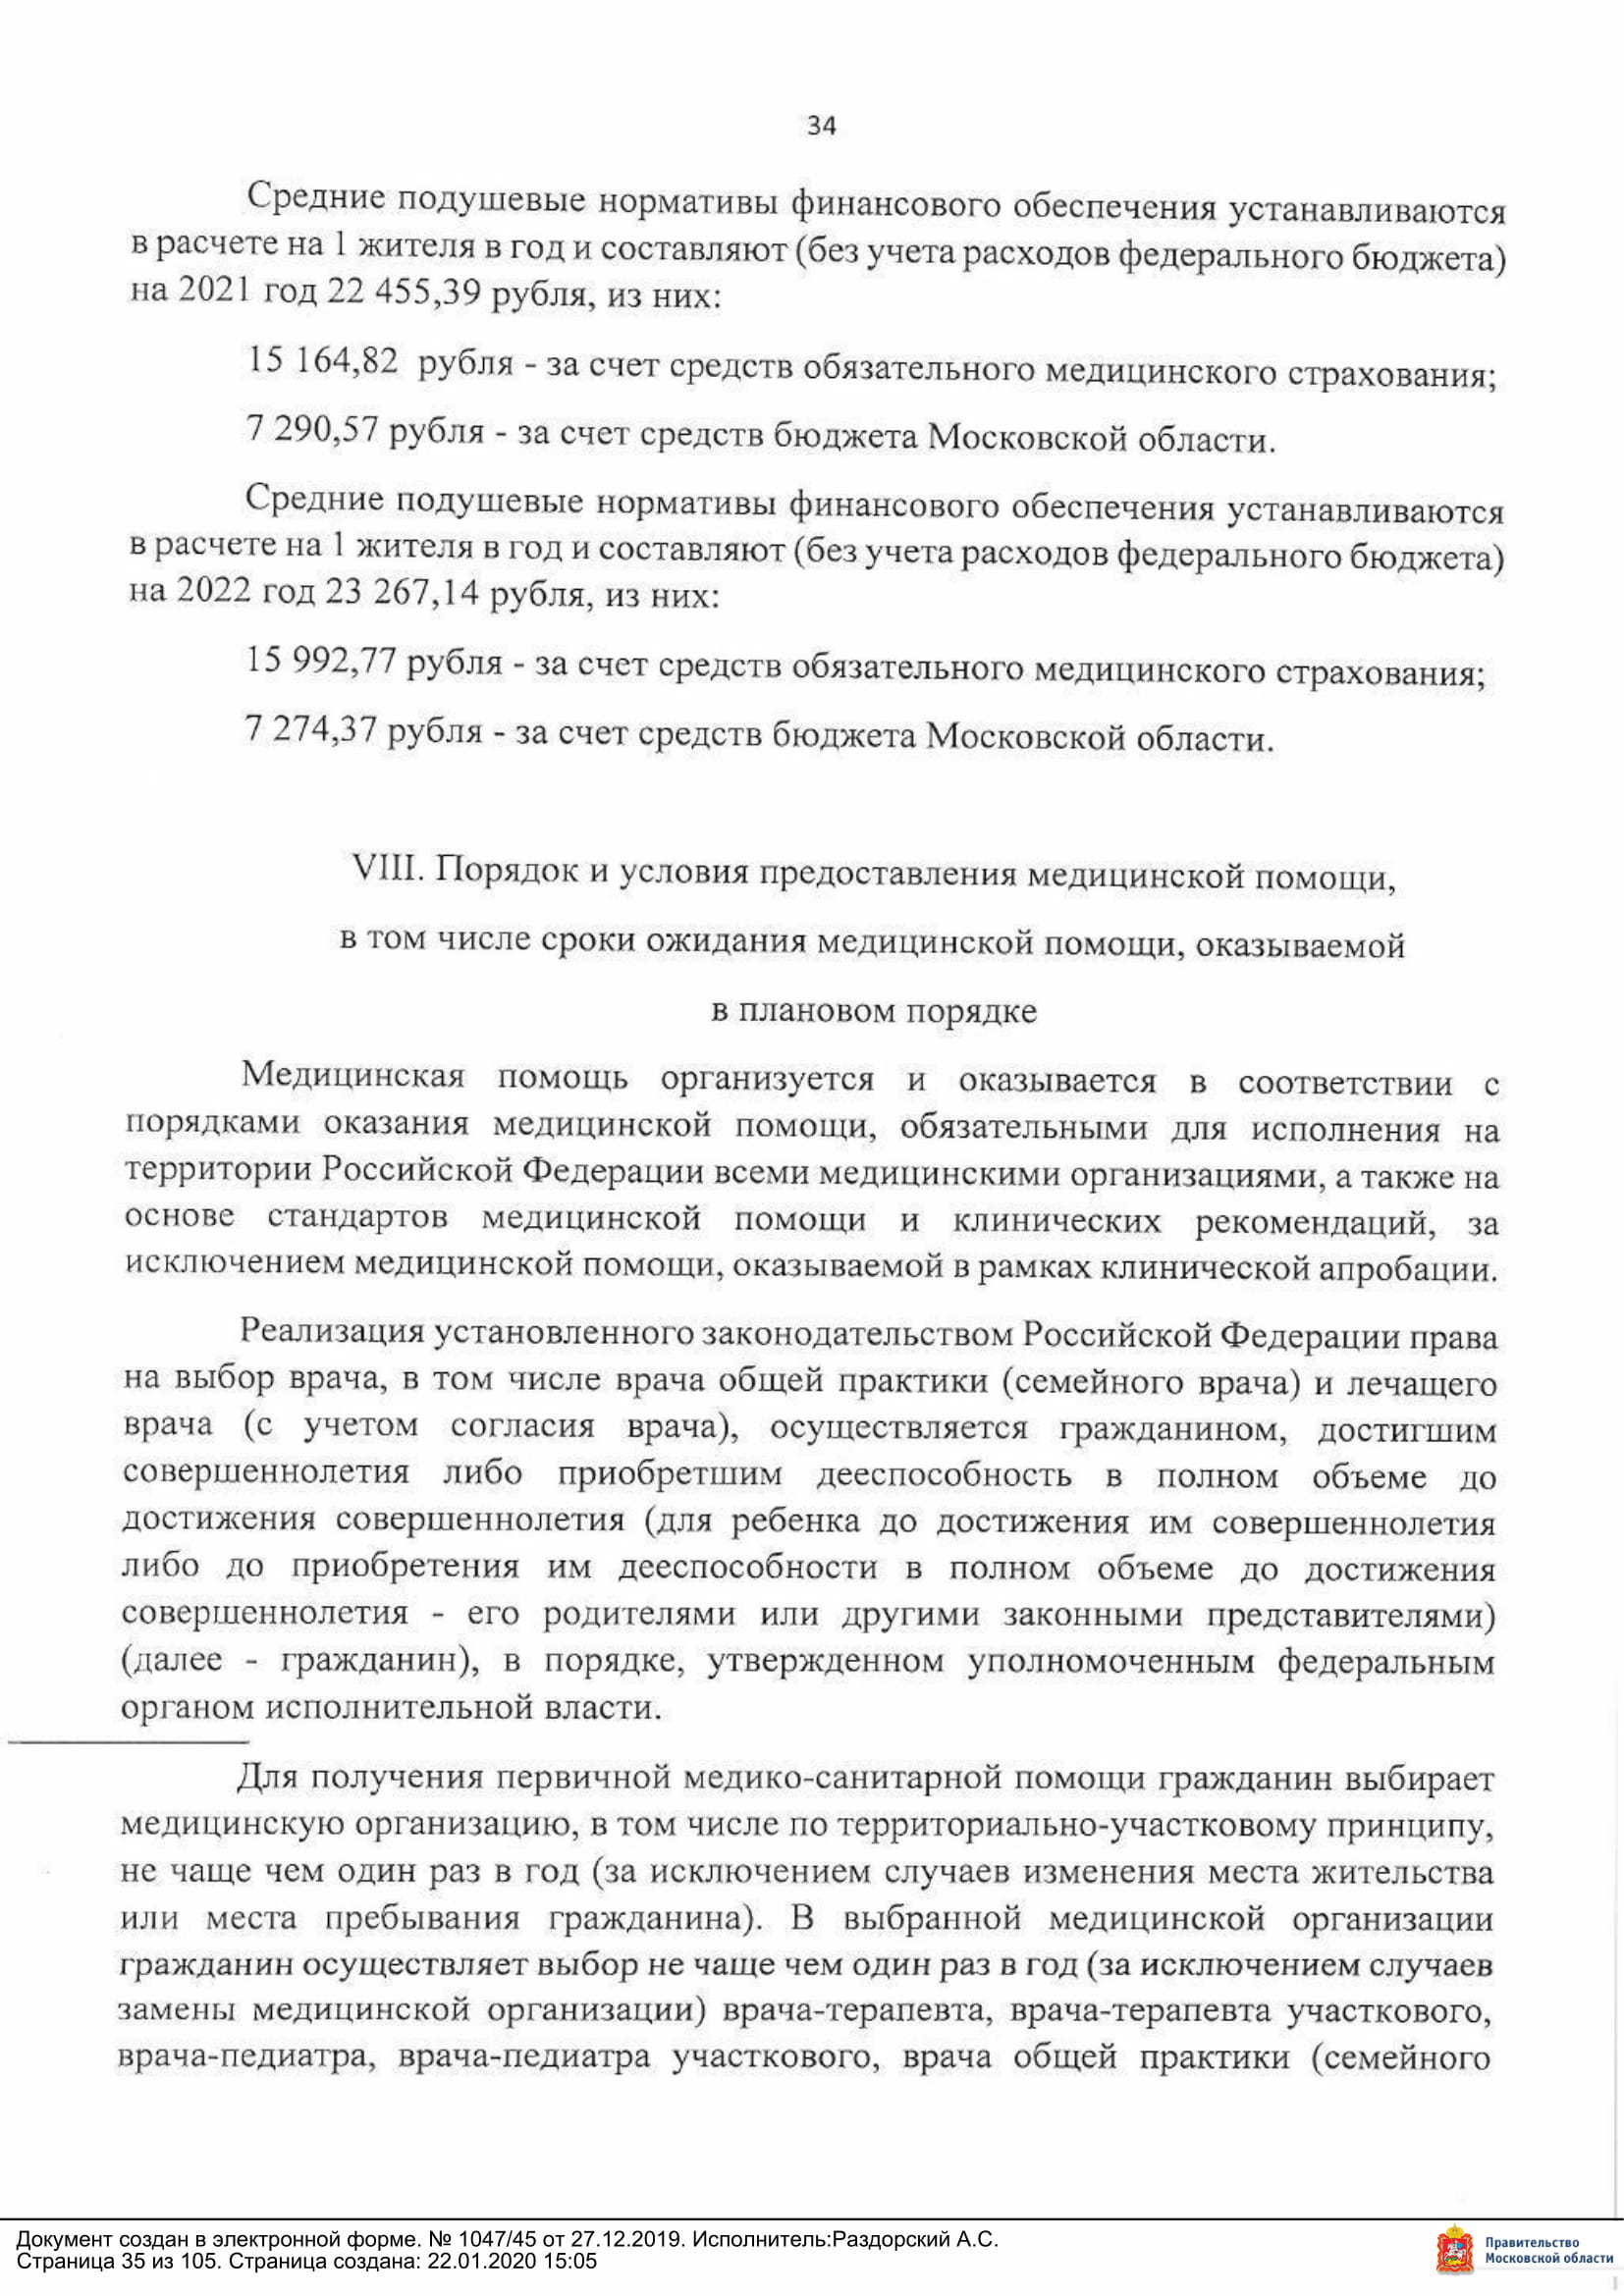 34
Средние подушевые нормативы финансового обеспечения устанавливаются
в расчете на 1 жителя в год и составляют (без учета расходов федерального бюджета)
на 2021 год 22 455,39 рубля, из них:
15 164,82 рубля - за счет средств обязательного медицинского страхования;
7 290,57 рубля - за счет средств бюджета Московской области.
Средние подушевые нормативы финансового обеспечения устанавливаются
в расчете на 1 жителя в год и составляют (без учета расходов федерального бюджета)
на 2022 год 23 267,14 рубля, из них:
15 992,77 рубля - за счет средств обязательного медицинского страхования;
7 274,37 рубля - за счет средств бюджета Московской области.
VIII. Порядок и условия предоставления медицинской помощи,
в том числе сроки ожидания медицинской помощи, оказываемой
в плановом порядке
Медицинская помощь организуется и оказывается в соответствии с
порядками оказания медицинской помощи, обязательными для исполнения на
территории Российской Федерации всеми медицинскими организациями, а также на
основе стандартов медицинской помощи и клинических рекомендаций, за
исключением медицинской помощи, оказываемой в рамках клинической апробации.
Реализация установленного законодательством Российской Федерации права
на выбор врача, в том числе врача общей практики (семейного врача) и лечащего
врача (с учетом согласия врача), осуществляется гражданином, достигшим
совершеннолетия либо приобретшим дееспособность в полном объеме до
достижения совершеннолетия (для ребенка до достижения им совершеннолетия
либо до приобретения им дееспособности в полном объеме до достижения
совершеннолетия - его родителями или другими законными представителями)
(далее - гражданин), в порядке, утвержденном уполномоченным федеральным
органом исполнительной власти.
Для получения первичной медико-санитарной помощи гражданин выбирает
медицинскую организацию, в том числе по территориально-участковому принципу,
не чаще чем один раз в год (за исключением случаев изменения места жительства
или места пребывания гражданина). В выбранной медицинской организации
гражданин осуществляет выбор не чаще чем один раз в год (за исключением случаев
замены медицинской организации) врача-терапевта, врача-терапевта участкового,
врача-педиатра, врача-педиатра участкового, врача общей практики (семейного
Документ создан в электронной форме. № 1047/45 от 27.12.2019. Исполнитель:Раздорский А.С.
Страница 35 из 105. Страница создана: 22.01.2020 15:05
Правительство
Московской области